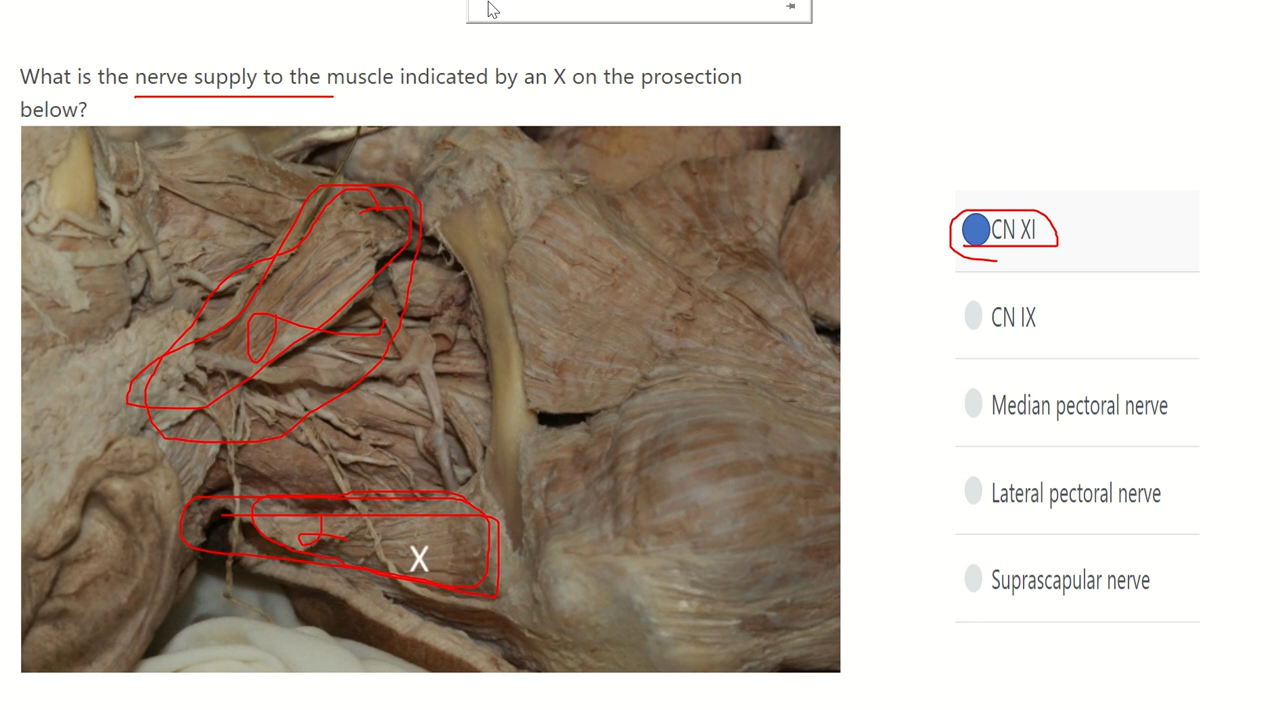 What is the nerve supply to the muscle indicated by an X on the prosection
below?
X
CN XI
CN IX
Median pectoral nerve
Lateral pectoral nerve
Suprascapular nerve